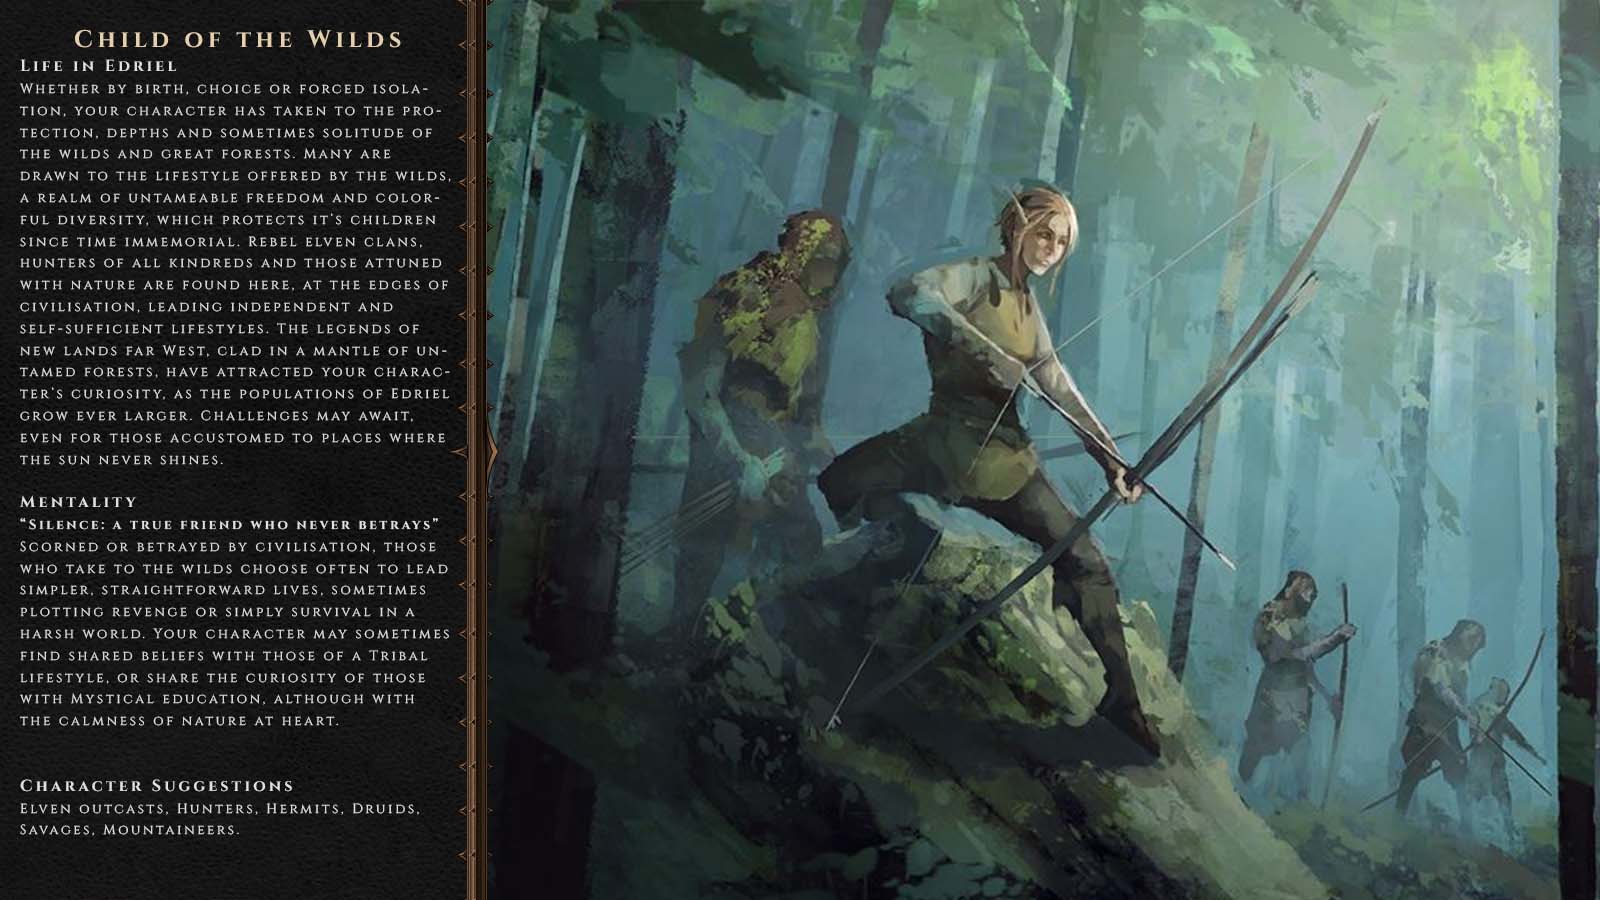 Child of the Wilds
Life in Edriel
Whether by birth, choice or forced isola-
tion, your character has taken to the pro-
tection, depths and sometimes solitude of
the wilds and great forests. Many are
drawn to the lifestyle offered by the wilds,
a realm of untameable freedom and color-
ful diversity, which protects it's children
since time immemorial. Rebel elven clans,
hunters of all kindreds and those attuned
with nature are found here, at the edges of
civilisation, leading independent and
self-sufficient lifestyles. The legends of
new lands far West, clad in a mantle of un-
tamed forests, have attracted your charac-
ter's curiosity, as the populations of Edriel
grow ever larger. Challenges may await,
even for those accustomed to places where
the sun never shines.
Mentality
“Silence: a true friend who never betrays”
Scorned or betrayed by civilisation, those
who take to the wilds choose often to lead
simpler, straightforward lives, sometimes
plotting revenge or simply survival in a
harsh world. Your character may sometimes
find shared beliefs with those of a Tribal
lifestyle, or share the curiosity of those
with Mystical education, although with
the calmness of nature at heart.
Character Suggestions
Elven outcasts, Hunters, Hermits, Druids,
Savages, Mountaineers.